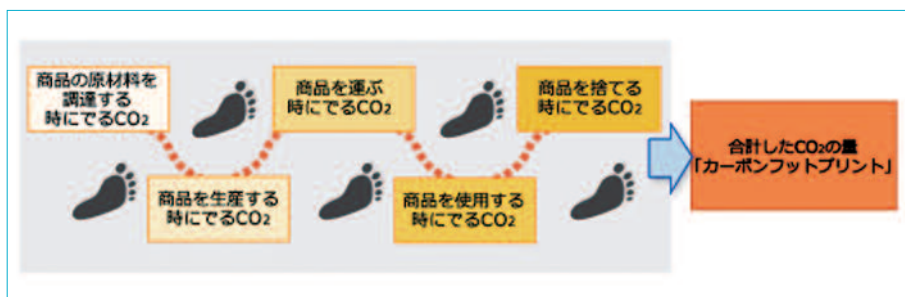 商品の原材料を
調達する
時にでるCO₂
商品を生産する
時にでるCO₂
商品を運ぶ
時にでるCO₂
商品を使用する
時にでるCO₂
商品を捨てる
時にでるCO₂
合計したCO₂の量
「カーボンフットプリント」